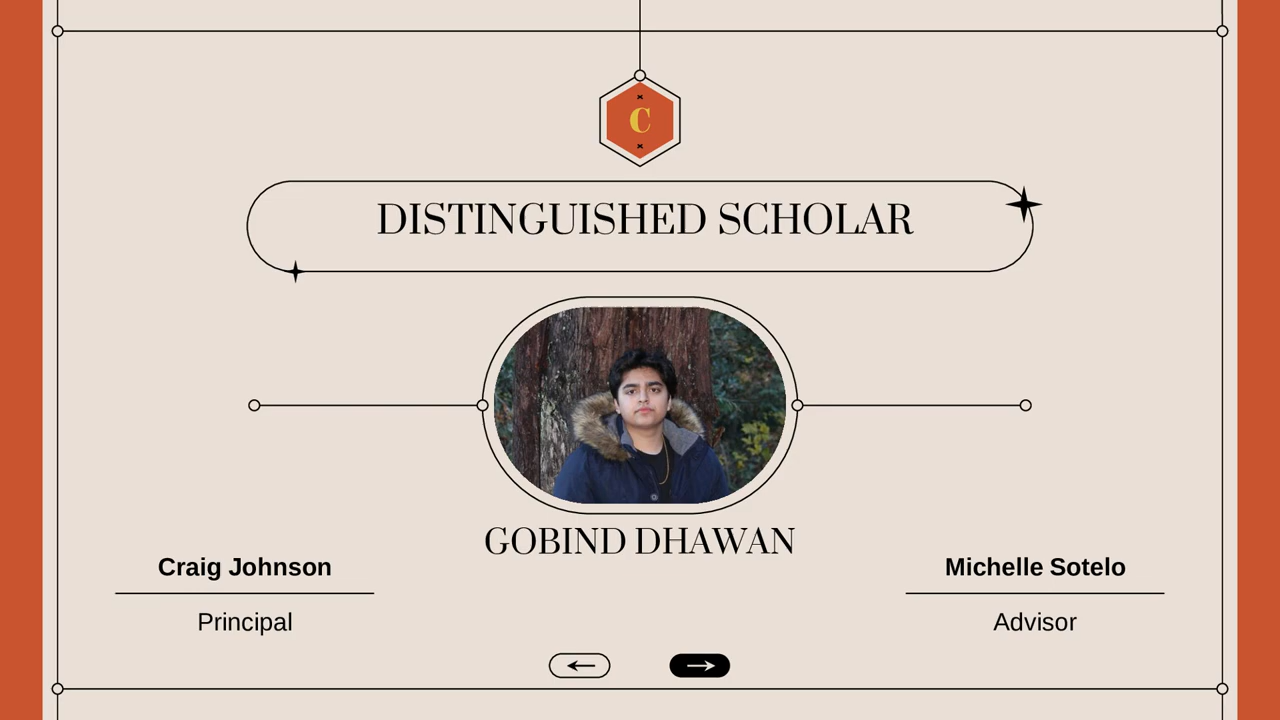 C
DISTINGUISHED SCHOLAR
GOBIND DHAWAN
Craig Johnson
Principal
Michelle Sotelo
Advisor